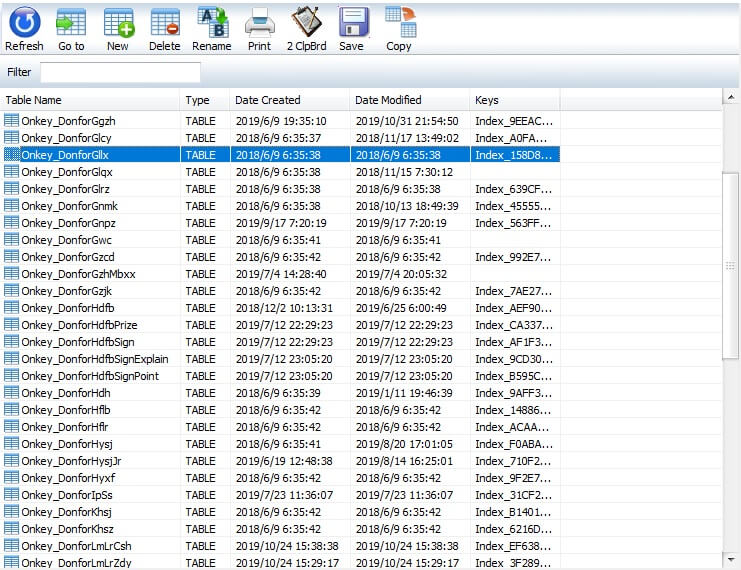 Refresh Go to New Delete Rename Print 2 ClpBrd Save Copy
Filter
Table Name Type Date Created Date Modified Keys
Onkey_DonforGgzh TABLE 2019/6/9 19:35:10 2019/10/31 21:54:50 Index_9EEAC...
Onkey_DonforGlcy TABLE 2018/6/9 6:35:37 2018/11/17 13:49:02 Index_A0FA...
Onkey_DonforGllx TABLE 2018/6/9 6:35:38 2018/6/9 6:35:38 Index_158D8...
Onkey_DonforGlqx TABLE 2018/6/9 6:35:38 2018/11/15 7:30:12
Onkey_DonforGlrz TABLE 2018/6/9 6:35:38 2018/6/9 6:35:38 Index_639CF...
Onkey_DonforGnmk TABLE 2018/6/9 6:35:41 2018/10/13 18:49:39 Index_45555...
Onkey_DonforGnpz TABLE 2019/9/17 7:20:19 2019/9/17 7:20:19 Index_563FF...
Onkey_DonforGwc TABLE 2018/6/9 6:35:41 2018/6/9 6:35:41
Onkey_DonforGzcd TABLE 2018/6/9 6:35:42 2018/6/9 6:35:42 Index_992E7...
Onkey_DonforGzhMbxx TABLE 2019/7/4 14:28:40 2019/7/4 20:05:32
Onkey_DonforGzjk TABLE 2018/6/9 6:35:42 2018/6/9 6:35:42 Index_7AE27...
Onkey_DonforHdfb TABLE 2018/12/2 10:13:31 2019/6/25 6:00:49 Index_AEF90...
Onkey_DonforHdfbPrize TABLE 2019/7/12 22:29:23 2019/7/12 22:29:23 Index_CA337...
Onkey_DonforHdfbSign TABLE 2019/7/12 22:29:23 2019/7/12 22:29:23 Index_AF1F3...
Onkey_DonforHdfbSignExplain TABLE 2019/7/12 23:05:20 2019/7/12 23:05:20 Index_9CD30...
Onkey_DonforHdfbSignPoint TABLE 2019/7/12 23:05:20 2019/7/12 23:05:20 Index_B595C...
Onkey_DonforHdh TABLE 2018/6/9 6:35:39 2019/1/11 19:46:39 Index_9AFF3...
Onkey_DonforHflb TABLE 2018/6/9 6:35:42 2018/6/9 6:35:42 Index_14886...
Onkey_DonforHflr TABLE 2018/6/9 6:35:42 2018/6/9 6:35:42 Index_ACAA...
Onkey_DonforHysj TABLE 2018/6/9 6:35:41 2019/8/20 17:01:05 Index_F0ABA...
Onkey_DonforHysjJr TABLE 2019/6/19 12:48:38 2019/8/14 16:25:01 Index_710F2...
Onkey_DonforHyxf TABLE 2018/6/9 6:35:42 2018/6/9 6:35:42 Index_9F2E7...
Onkey_DonforIpSs TABLE 2019/7/23 11:36:07 2019/7/23 11:36:07 Index_31CF2...
Onkey_DonforKhsj TABLE 2018/6/9 6:35:42 2018/6/9 6:35:42 Index_B1401...
Onkey_DonforKhsz TABLE 2018/6/9 6:35:42 2018/6/9 6:35:42 Index_6216D...
Onkey_DonforLmLrCsh TABLE 2019/10/24 15:38:38 2019/10/24 15:38:38 Index_EF638...
Onkey_DonforLmLrZdy TABLE 2019/10/24 15:29:17 2019/10/24 15:29:17 Index_3F289...